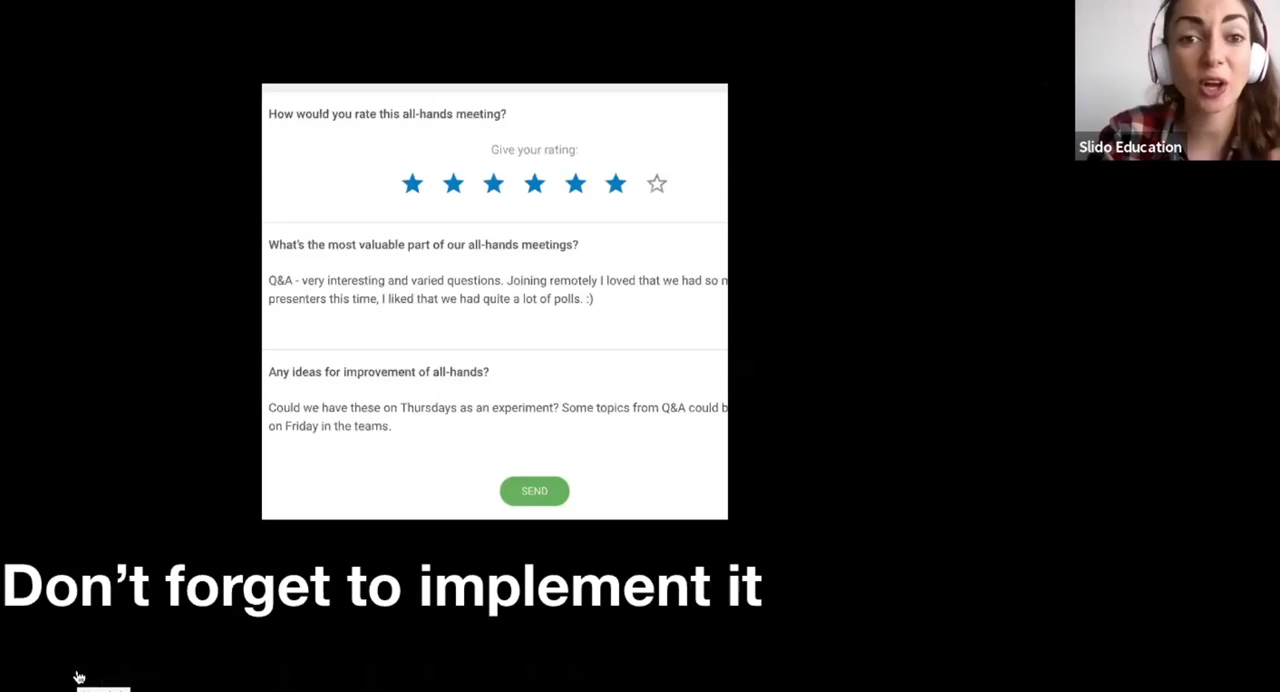 How would you rate this all-hands meeting?
Give your rating:
What's the most valuable part of our all-hands meetings?
Q&A - very interesting and varied questions. Joining remotely I loved that we had so
presenters this time, I liked that we had quite a lot of polls. :)
Any ideas for improvement of all-hands?
Could we have these on Thursdays as an experiment? Some topics from Q&A could
on Friday in the teams.
SEND
Don't forget to implement it
Slido Education